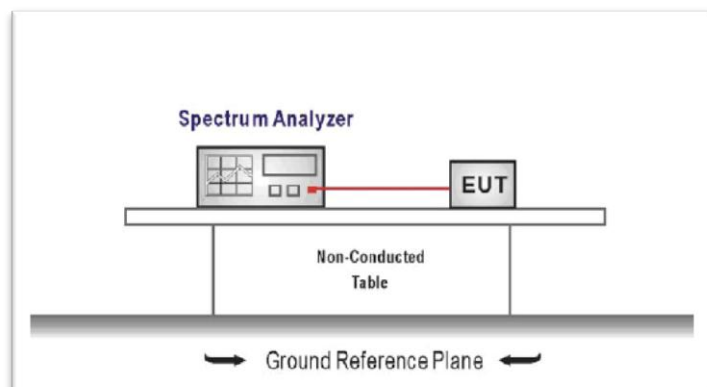 Spectrum Analyzer
EUT
Non-Conducted
Table
Ground Reference Plane